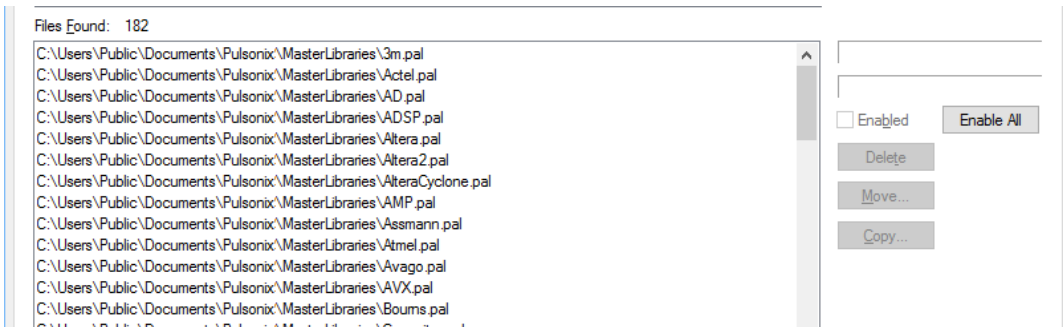 Files Found: 182
C:\Users\Public\Documents\Pulsonix\MasterLibraries\3m.pal
C:\Users\Public\Documents\Pulsonix\MasterLibraries\Actel.pal
C:\Users\Public\Documents\Pulsonix\MasterLibraries\AD.pal
C:\Users\Public\Documents\Pulsonix\MasterLibraries\ADSP.pal
C:\Users\Public\Documents\Pulsonix\MasterLibraries\Altera.pal
C:\Users\Public\Documents\Pulsonix\MasterLibraries\Altera2.pal
C:\Users\Public\Documents\Pulsonix\MasterLibraries\AlteraCyclone.pal
C:\Users\Public\Documents\Pulsonix\MasterLibraries\AMP.pal
C:\Users\Public\Documents\Pulsonix\MasterLibraries\Assmann.pal
C:\Users\Public\Documents\Pulsonix\MasterLibraries\Atmel.pal
C:\Users\Public\Documents\Pulsonix\MasterLibraries\Avago.pal
C:\Users\Public\Documents\Pulsonix\MasterLibraries\AVX.pal
C:\Users\Public\Documents\Pulsonix\MasterLibraries\Bourns.pal
Enabled
Enable All
Delete
Move...
Copy...